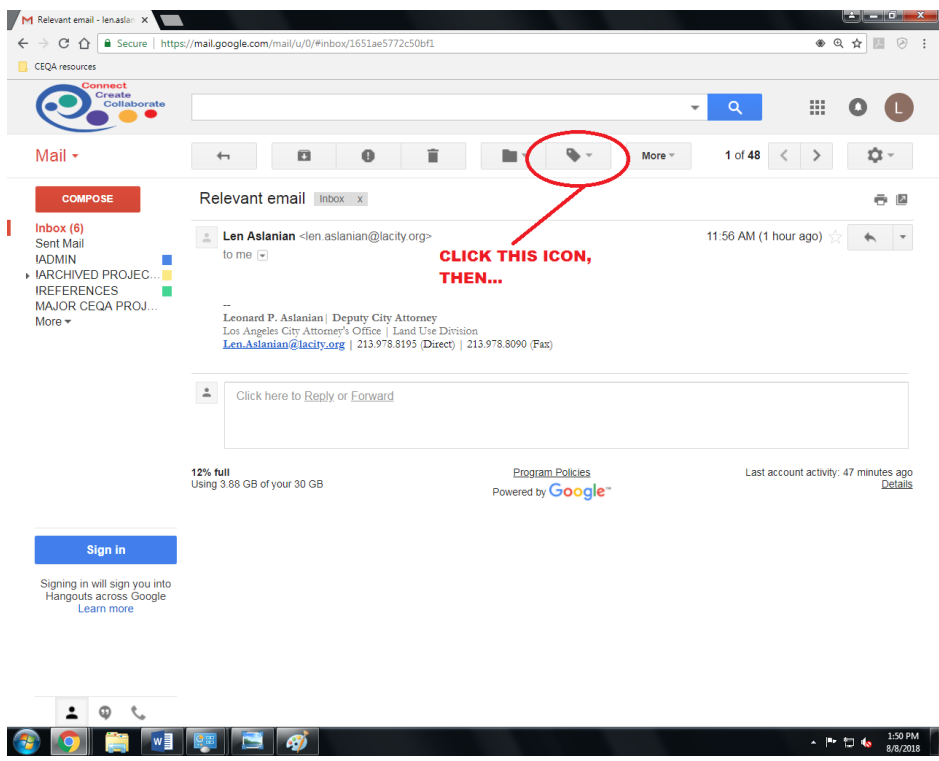 Relevant email - len.aslan x
Secure | https://mail.google.com/mail/u/0/#inbox/1651ae5772c50bf1
CEQA resources
Connect
Create
Collaborate
L
Mail
More
1 of 48
COMPOSE
Relevant email Inbox x
Inbox (6)
Sent Mail
!ADMIN
!ARCHIVED PROJEC...
!REFERENCES
MAJOR CEQA PROJ...
More
Len Aslanian <len.aslanian@lacity.org>
11:56 AM (1 hour ago)
to me
CLICK THIS ICON,
THEN...
--
Leonard P. Aslanian| Deputy City Attorney
Los Angeles City Attorney's Office | Land Use Division
Len.Aslanian@lacity.org | 213.978.8195 (Direct) | 213.978.8090 (Fax)
Click here to Reply or Forward
12% full
Using 3.88 GB of your 30 GB
Program Policies
Powered by Google™
Last account activity: 47 minutes ago
Details
Sign in
Signing in will sign you into
Hangouts across Google
Learn more
1:50 PM
8/8/2018